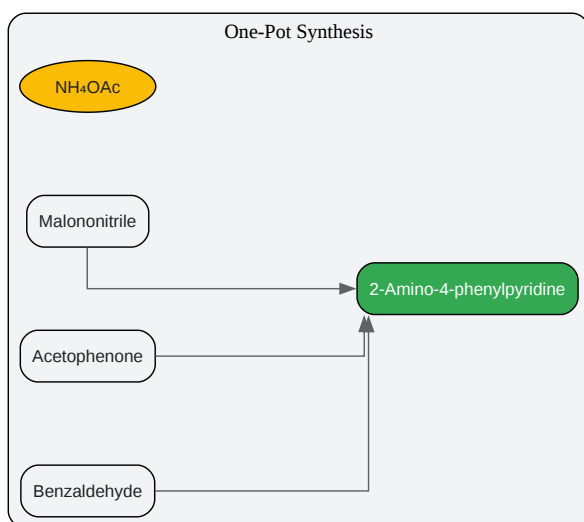 One-Pot Synthesis
NH₄OAc
Malononitrile
2-Amino-4-phenylpyridine
Acetophenone
Benzaldehyde